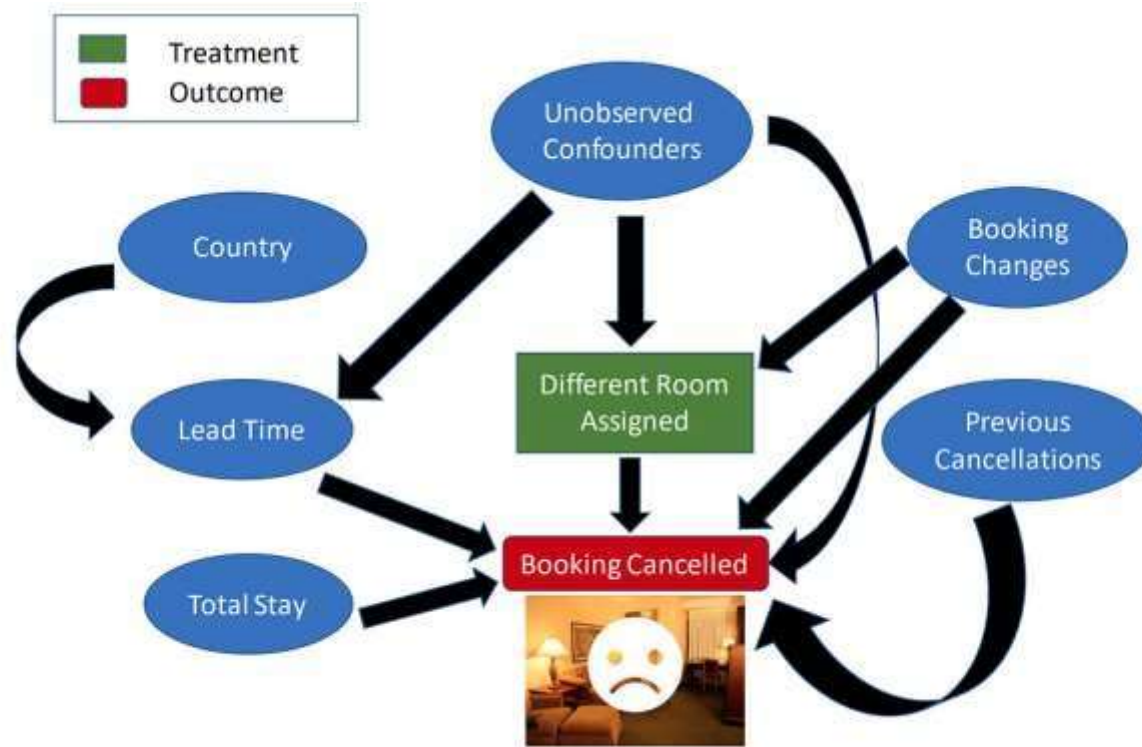 Treatment
Outcome
Unobserved
Confounders
Country
Booking
Changes
Different Room
Assigned
Lead Time
Previous
Cancellations
Booking Cancelled
Total Stay